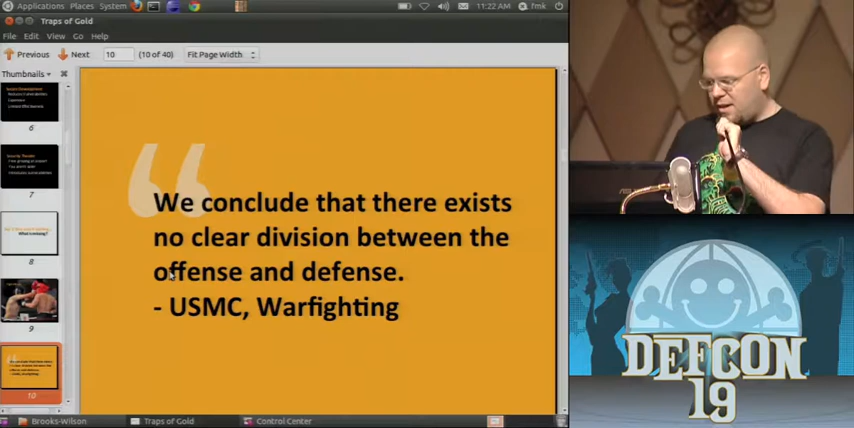 Applications Places System
11:22 AM fmk
Traps of Gold
File Edit View Go Help
Previous Next 10 (10 of 40) Fit Page Width
Thumbnails
6
7
8
9
10
“
We conclude that there exists
no clear division between the
offense and defense.
- USMC, Warfighting
Brooks-Wilson Traps of Gold Control Center
DEFCON
19